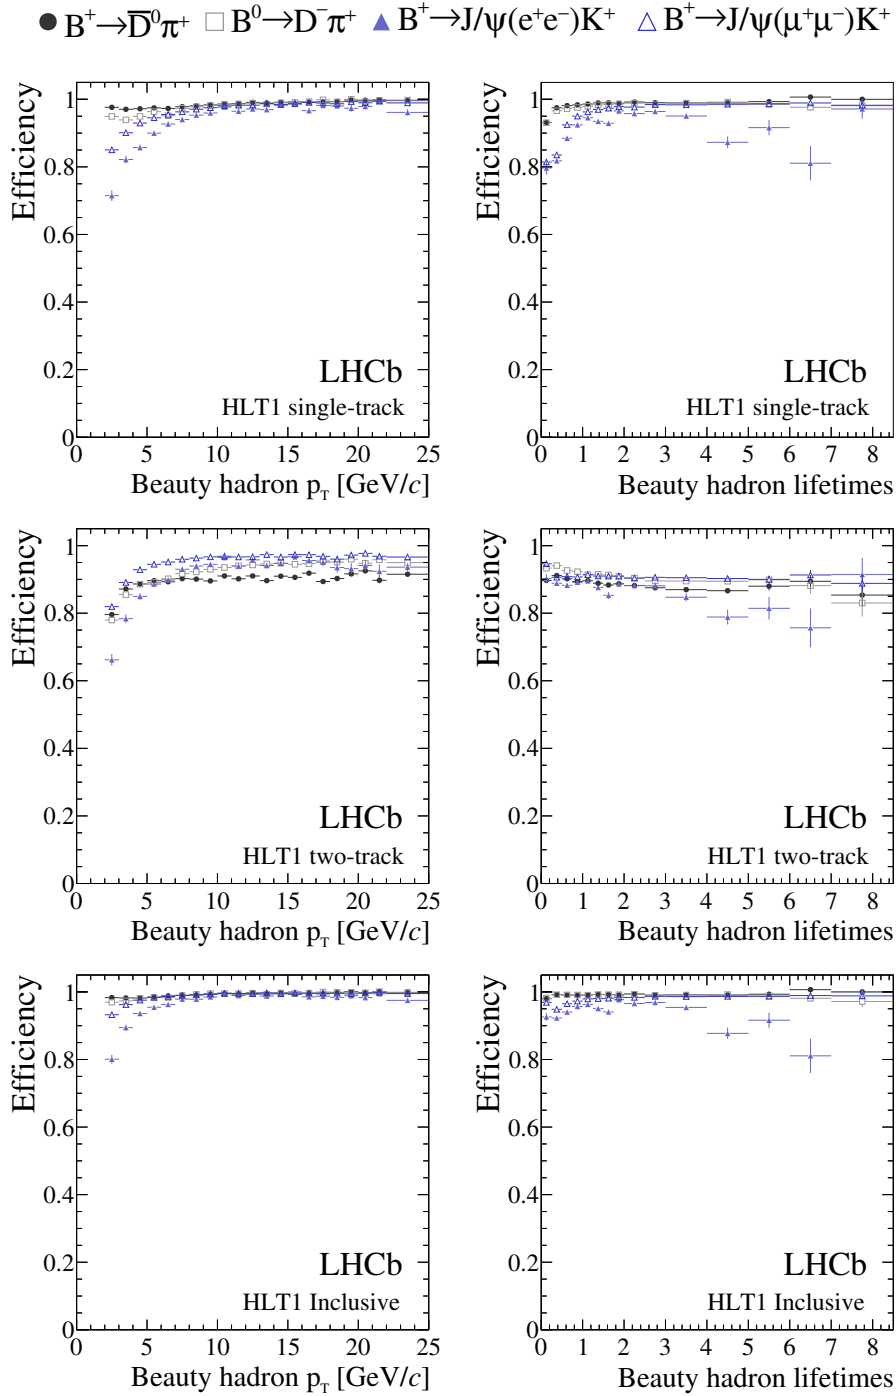 B⁺→D̅⁰π⁺ B⁰→D⁻π⁺ B⁺→J/ψ(e⁺e⁻)K⁺ B⁺→J/ψ(μ⁺μ⁻)K⁺
Efficiency
1
0.8
0.6
0.4
0.2
0
LHCb
HLT1 single-track
0 5 10 15 20 25
Beauty hadron p_T [GeV/c]
Efficiency
1
0.8
0.6
0.4
0.2
0
LHCb
HLT1 single-track
0 1 2 3 4 5 6 7 8
Beauty hadron lifetimes
Efficiency
1
0.8
0.6
0.4
0.2
0
LHCb
HLT1 two-track
0 5 10 15 20 25
Beauty hadron p_T [GeV/c]
Efficiency
1
0.8
0.6
0.4
0.2
0
LHCb
HLT1 two-track
0 1 2 3 4 5 6 7 8
Beauty hadron lifetimes
Efficiency
1
0.8
0.6
0.4
0.2
0
LHCb
HLT1 Inclusive
0 5 10 15 20 25
Beauty hadron p_T [GeV/c]
Efficiency
1
0.8
0.6
0.4
0.2
0
LHCb
HLT1 Inclusive
0 1 2 3 4 5 6 7 8
Beauty hadron lifetimes